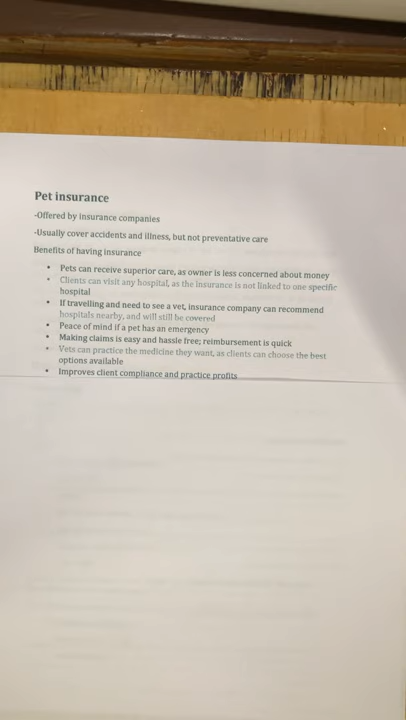 Pet insurance
-Offered by insurance companies
-Usually cover accidents and illness, but not preventative care
Benefits of having insurance
• Pets can receive superior care, as owner is less concerned about money
• Clients can visit any hospital, as the insurance is not linked to one specific
hospital
• If travelling and need to see a vet, insurance company can recommend
hospitals nearby, and will still be covered
• Peace of mind if a pet has an emergency
• Making claims is easy and hassle free; reimbursement is quick
• Vets can practice the medicine they want, as clients can choose the best
options available
• Improves client compliance and practice profits